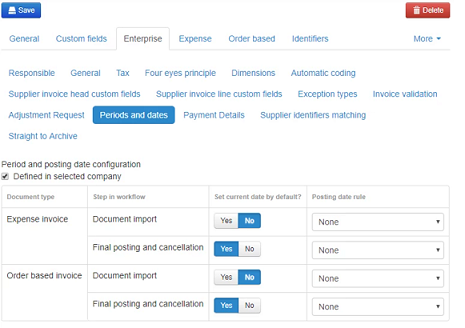 Save Delete
General Custom fields Enterprise Expense Order based Identifiers More
Responsible General Tax Four eyes principle Dimensions Automatic coding
Supplier invoice head custom fields Supplier invoice line custom fields Exception types Invoice validation
Adjustment Request Periods and dates Payment Details Supplier identifiers matching
Straight to Archive
Period and posting date configuration
Defined in selected company
Document type Step in workflow Set current date by default? Posting date rule
Expense invoice Document import Yes No None
Final posting and cancellation Yes No None
Order based invoice Document import Yes No None
Final posting and cancellation Yes No None